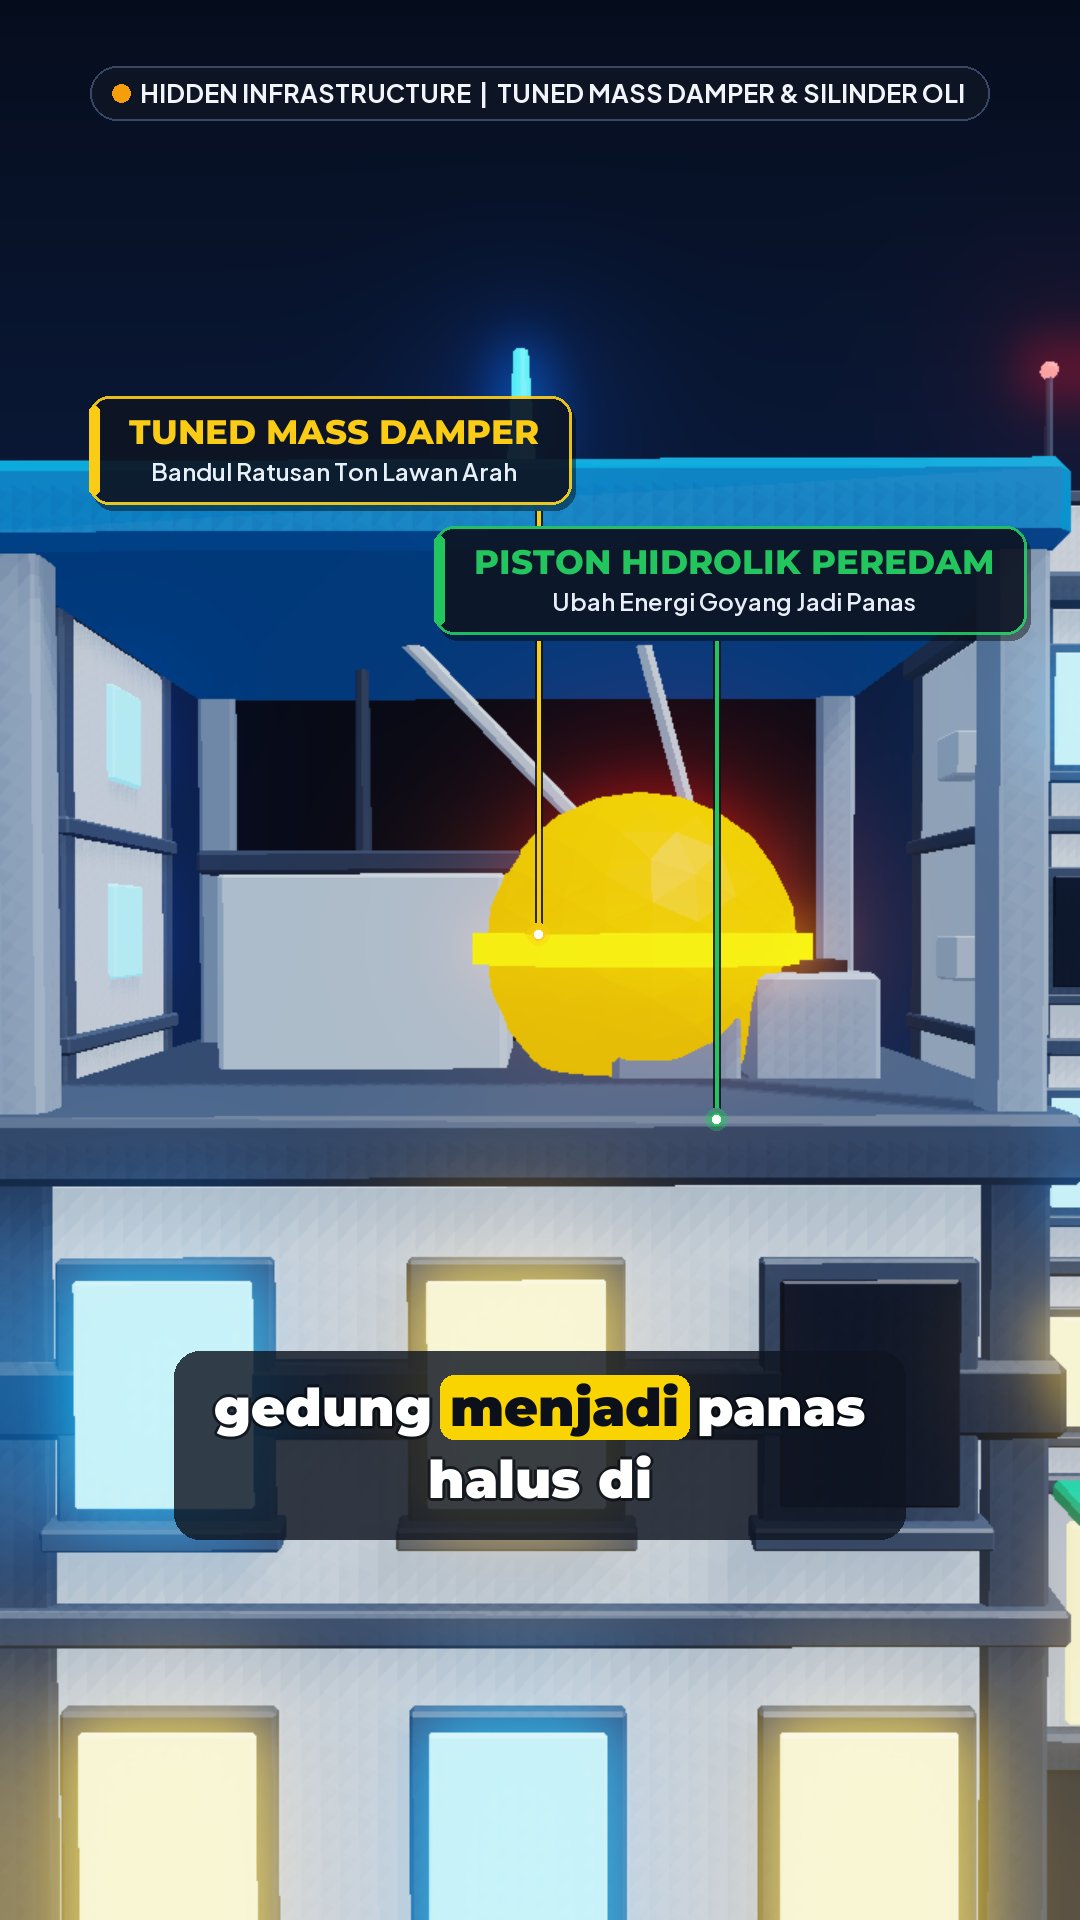 HIDDEN INFRASTRUCTURE | TUNED MASS DAMPER & SILINDER OLI
TUNED MASS DAMPER
Bandul Ratusan Ton Lawan Arah
PISTON HIDROLIK PEREDAM
Ubah Energi Goyang Jadi Panas
gedung menjadi panas
halus di